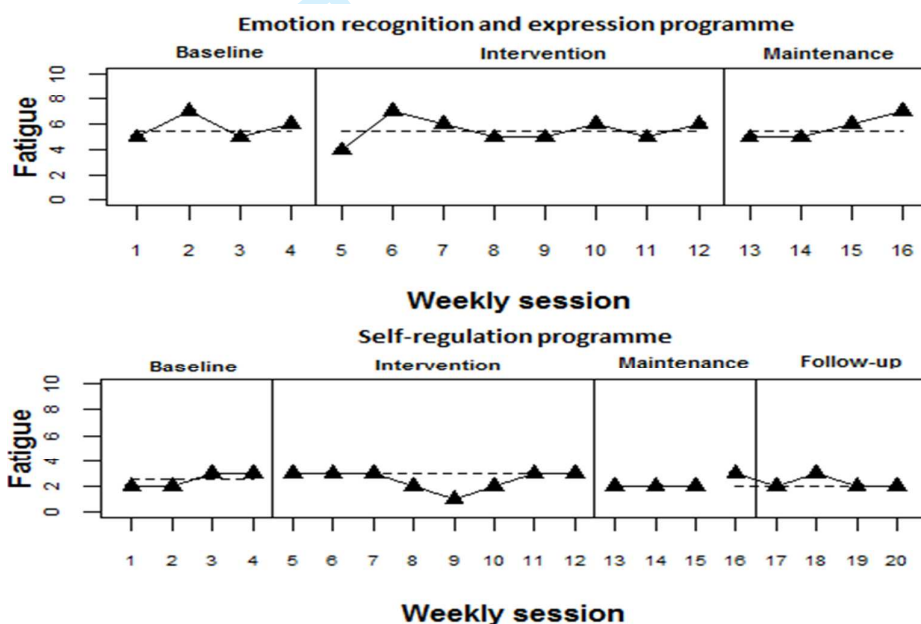 Emotion recognition and expression programme
Baseline Intervention Maintenance
Fatigue
10
8
6
4
2
0
1 2 3 4 5 6 7 8 9 10 11 12 13 14 15 16
Weekly session
Self-regulation programme
Baseline Intervention Maintenance Follow-up
Fatigue
10
8
6
4
2
0
1 2 3 4 5 6 7 8 9 10 11 12 13 14 15 16 17 18 19 20
Weekly session